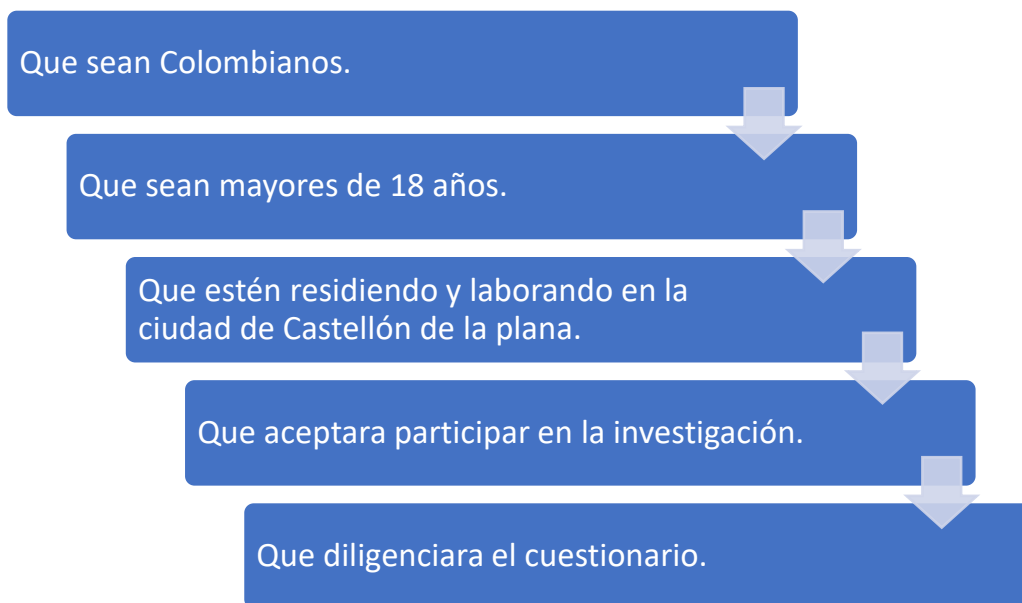 Que sean Colombianos.
Que sean mayores de 18 años.
Que estén residiendo y laborando en la
ciudad de Castellón de la plana.
Que aceptara participar en la investigación.
Que diligenciara el cuestionario.